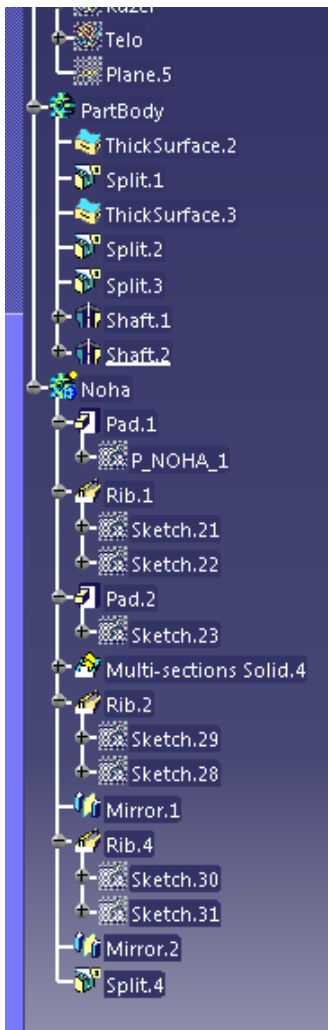 Telo
Plane.5
PartBody
ThickSurface.2
Split.1
ThickSurface.3
Split.2
Split.3
Shaft.1
Shaft.2
Noha
Pad.1
P_NOHA_1
Rib.1
Sketch.21
Sketch.22
Pad.2
Sketch.23
Multi-sections Solid.4
Rib.2
Sketch.29
Sketch.28
Mirror.1
Rib.4
Sketch.30
Sketch.31
Mirror.2
Split.4